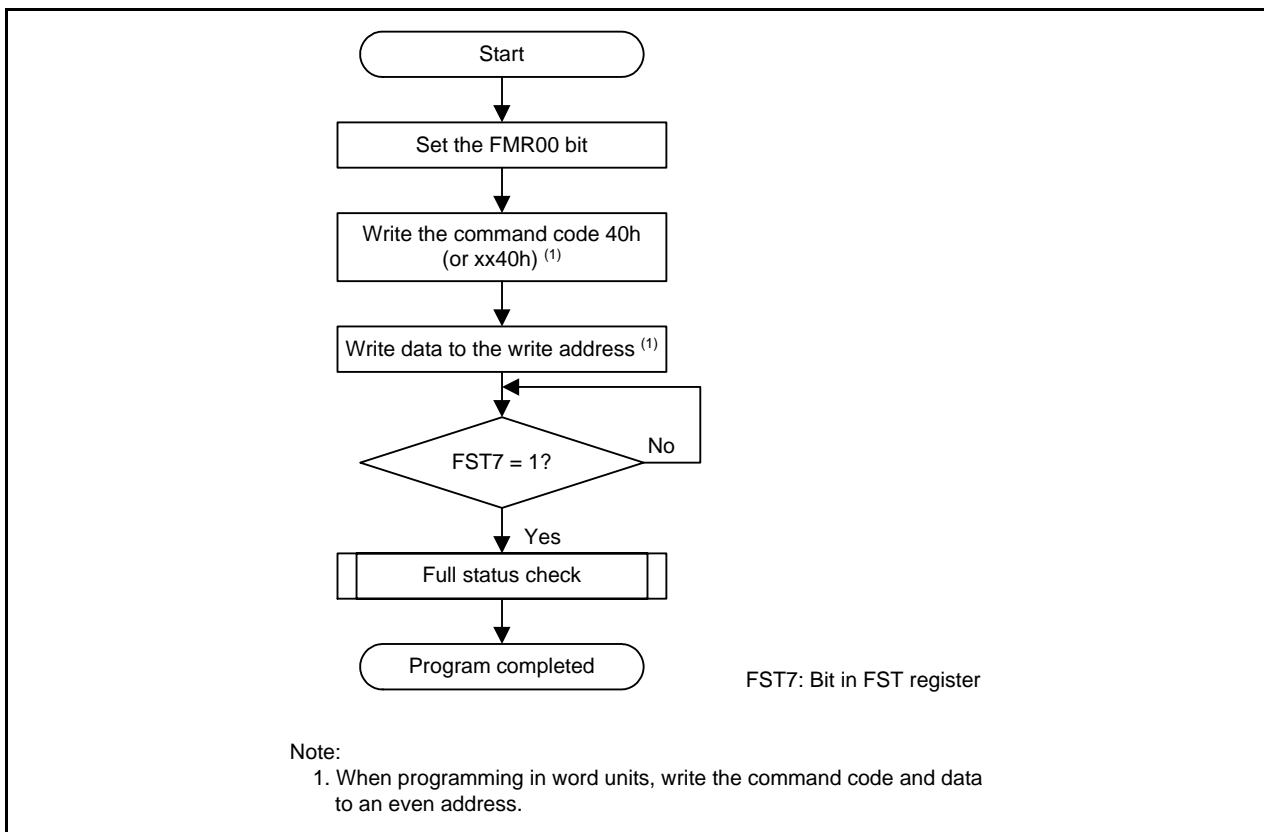 Start
Set the FMR00 bit
Write the command code 40h
(or xx40h) (1)
Write data to the write address (1)
FST7 = 1?
No
Yes
Full status check
Program completed
FST7: Bit in FST register
Note:
1. When programming in word units, write the command code and data
to an even address.